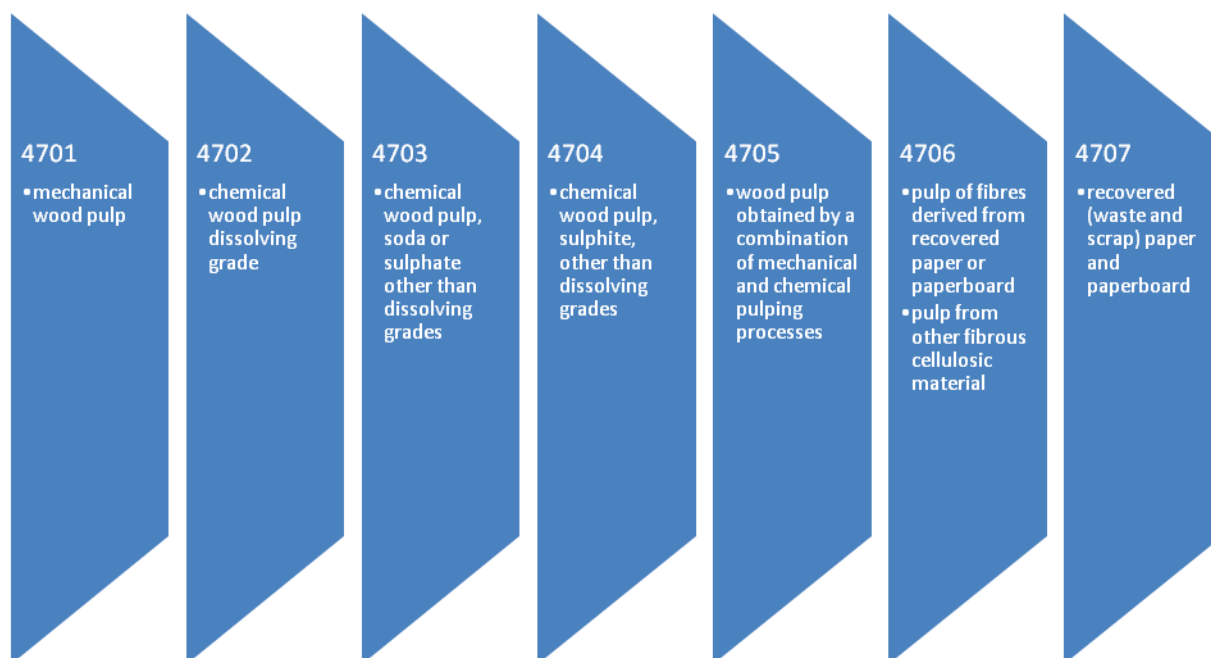 4701
•mechanical
wood pulp
4702
•chemical
wood pulp
dissolving
grade
4703
•chemical
wood pulp,
soda or
sulphate
other than
dissolving
grades
4704
•chemical
wood pulp,
sulphite,
other than
dissolving
grades
4705
•wood pulp
obtained by a
combination
of mechanical
and chemical
pulping
processes
4706
•pulp of fibres
derived from
recovered
paper or
paperboard
•pulp from
other fibrous
cellulosic
material
4707
•recovered
(waste and
scrap) paper
and
paperboard